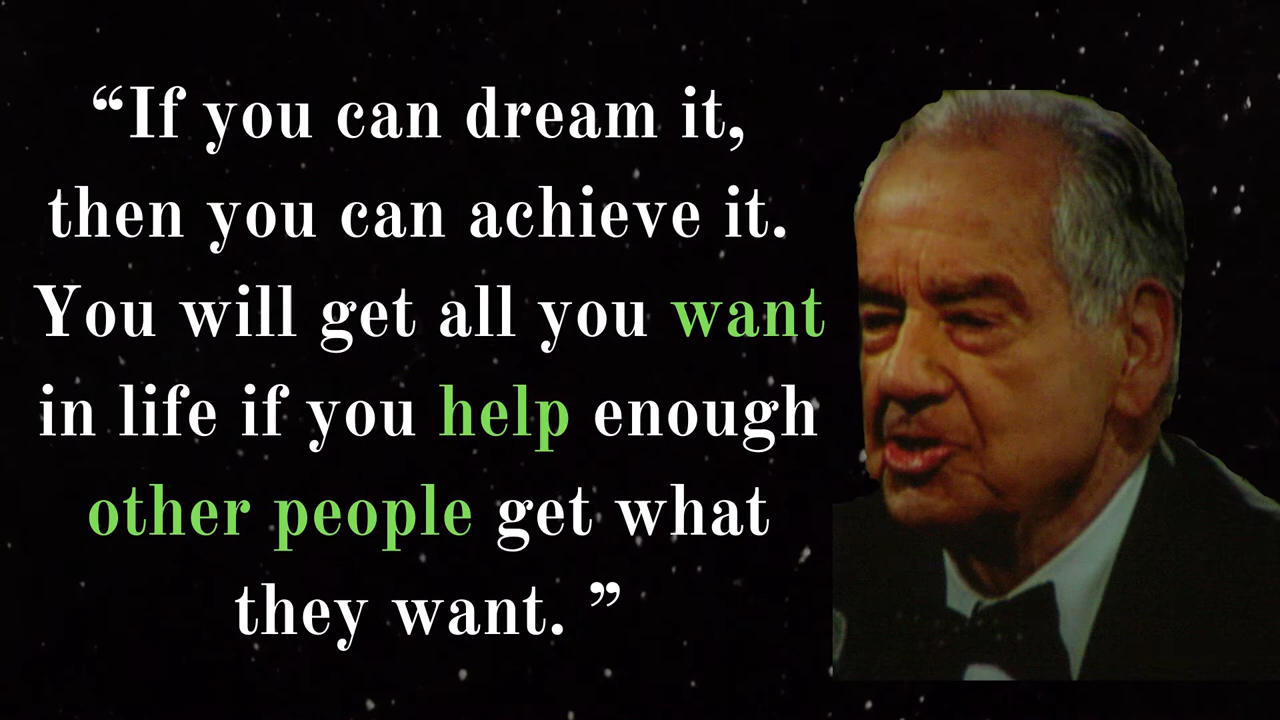 “If you can dream it,
then you can achieve it.
You will get all you want
in life if you help enough
other people get what
they want. ”